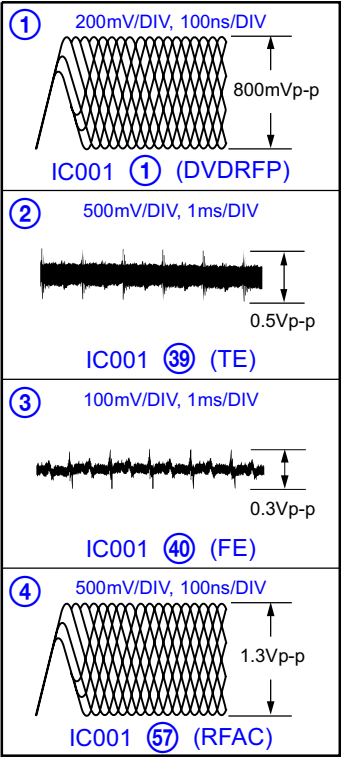 ① 200mV/DIV, 100ns/DIV
800mVp-p
IC001 ① (DVDRFP)
② 500mV/DIV, 1ms/DIV
0.5Vp-p
IC001 ㊴ (TE)
③ 100mV/DIV, 1ms/DIV
0.3Vp-p
IC001 ㊵ (FE)
④ 500mV/DIV, 100ns/DIV
1.3Vp-p
IC001 57 (RFAC)